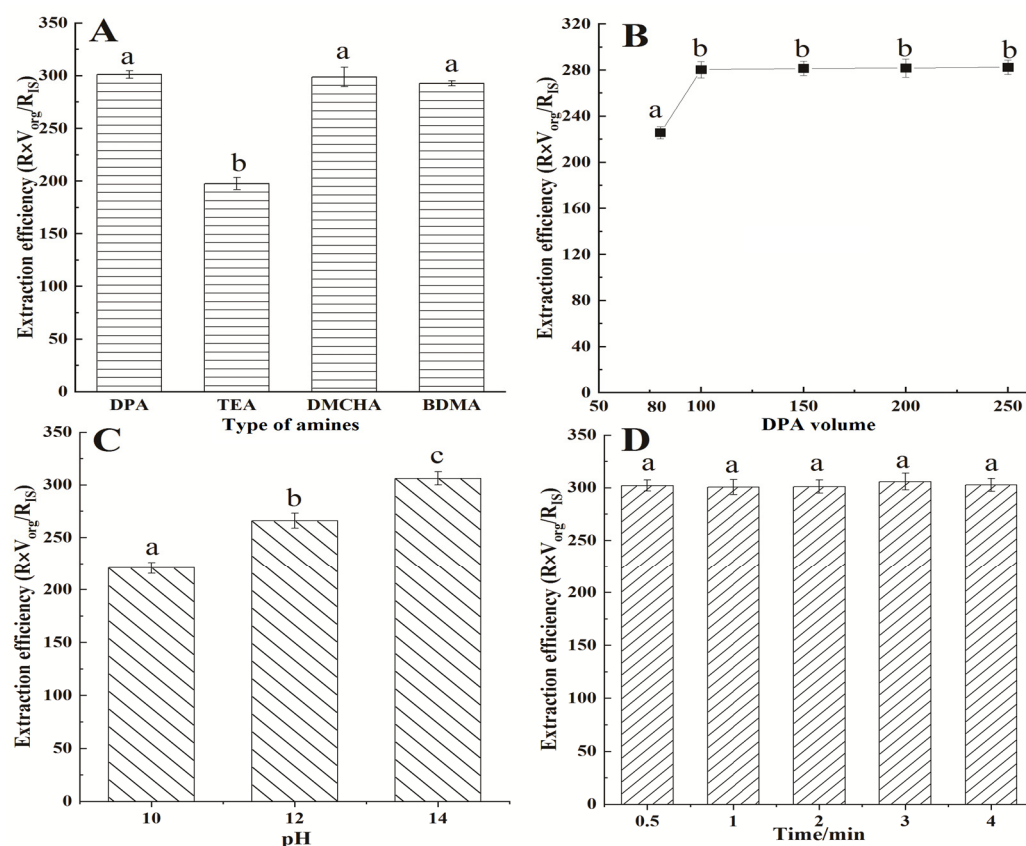 A
Extraction efficiency (R×Vorg/RIS)
350
300
250
200
150
100
50
0
a
b
a
a
DPA TEA DMCHA BDMA
Type of amines
B
Extraction efficiency (R×Vorg/RIS)
320
280
240
200
160
120
80
40
0
a
b
b
b
b
50 80 100 150 200 250
DPA volume
C
Extraction efficiency (R×Vorg/RIS)
350
300
250
200
150
100
50
0
a
b
c
10 12 14
pH
D
Extraction efficiency (R×Vorg/RIS)
350
300
250
200
150
100
50
0
a
a
a
a
a
0.5 1 2 3 4
Time/min